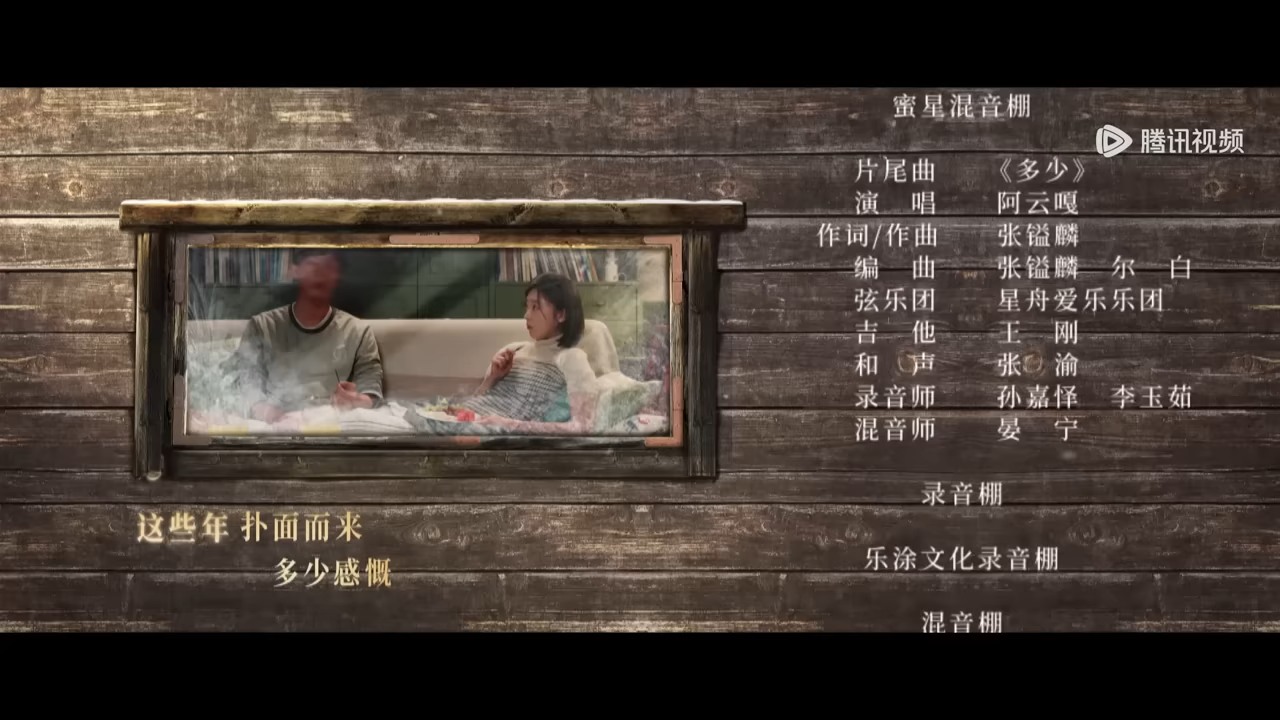 蜜星混音棚
腾讯视频
片尾曲 《多少》
演唱 阿云嘎
作词/作曲 张镒麟
编曲 张镒麟 尔白
弦乐团 星舟爱乐乐团
吉他 王刚
和声 张渝
录音师 孙嘉怿 李玉茹
混音师 晏宁
录音棚
乐涂文化录音棚
混音棚
这些年 扑面而来
多少感慨